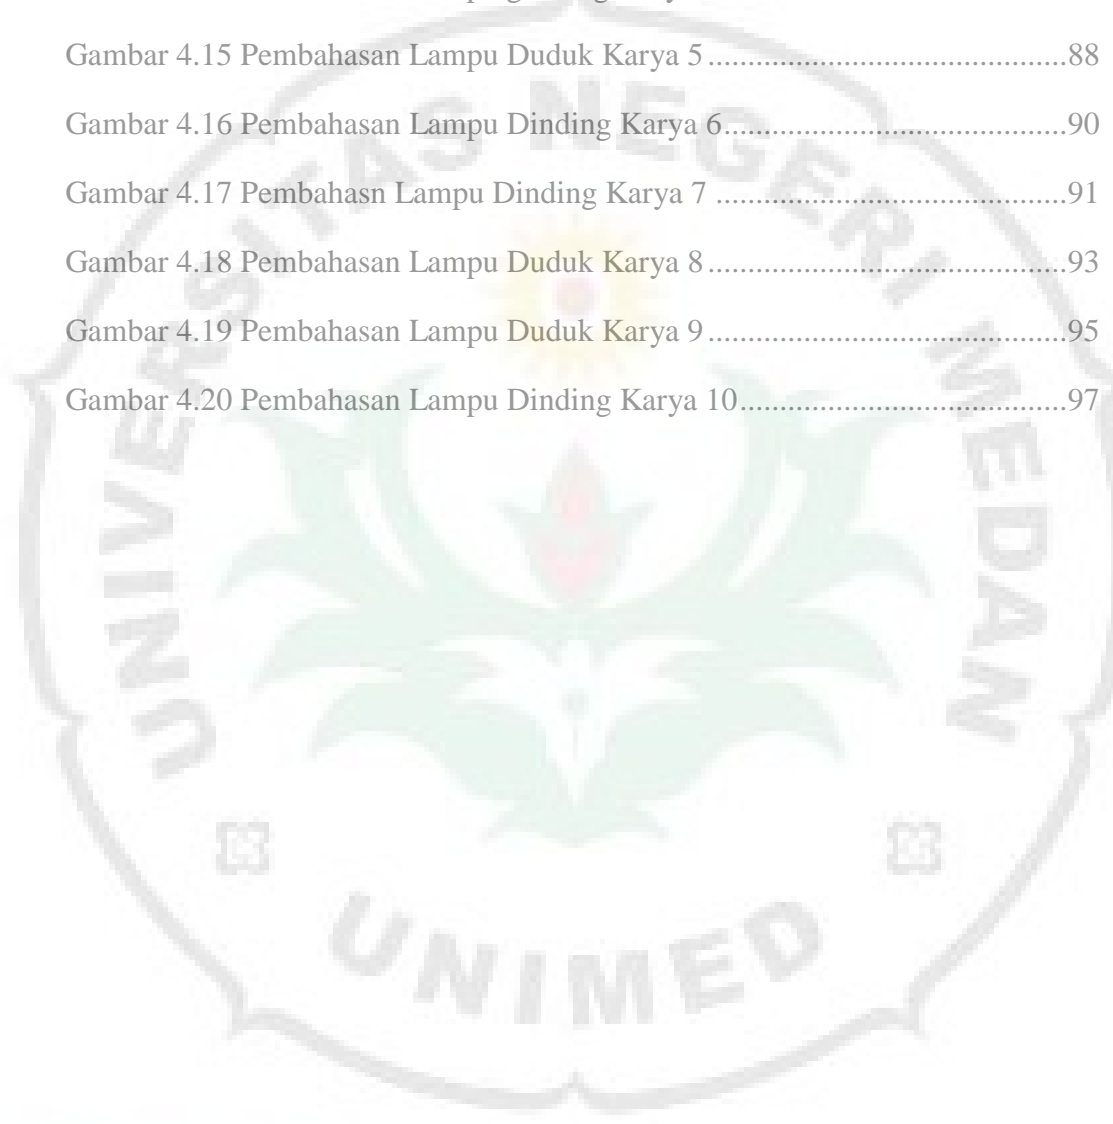 Gambar 4.15 Pembahasan Lampu Duduk Karya 5 ............................................. 88
Gambar 4.16 Pembahasan Lampu Dinding Karya 6 ........................................... 90
Gambar 4.17 Pembahasn Lampu Dinding Karya 7 ............................................ 91
Gambar 4.18 Pembahasan Lampu Duduk Karya 8 ............................................. 93
Gambar 4.19 Pembahasan Lampu Duduk Karya 9 ............................................. 95
Gambar 4.20 Pembahasan Lampu Dinding Karya 10 ......................................... 97
UNIVERSITAS NEGERI MEDAN
UNIMED